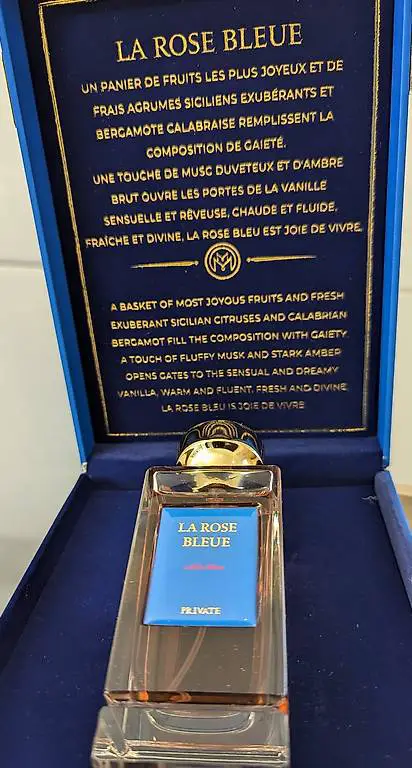 LA ROSE BLEUE
UN PANIER DE FRUITS LES PLUS JOYEUX ET DE
FRAIS AGRUMES SICILIENS EXUBÉRANTS ET
BERGAMOTE CALABRAISE REMPLISSENT LA
COMPOSITION DE GAIETÉ.
UNE TOUCHE DE MUSC DUVETEUX ET D'AMBRE
BRUT OUVRE LES PORTES DE LA VANILLE
SENSUELLE ET RÊVEUSE, CHAUDE ET FLUIDE,
FRAÎCHE ET DIVINE, LA ROSE BLEU EST JOIE DE VIVRE.
A BASKET OF MOST JOYOUS FRUITS AND FRESH
EXUBERANT SICILIAN CITRUSES AND CALABRIAN
BERGAMOT FILL THE COMPOSITION WITH GAIETY.
A TOUCH OF FLUFFY MUSK AND STARK AMBER
OPENS GATES TO THE SENSUAL AND DREAMY
VANILLA, WARM AND FLUENT, FRESH AND DIVINE,
LA ROSE BLEU IS JOIE DE VIVRE
LA ROSE
BLEUE
PRIVATE